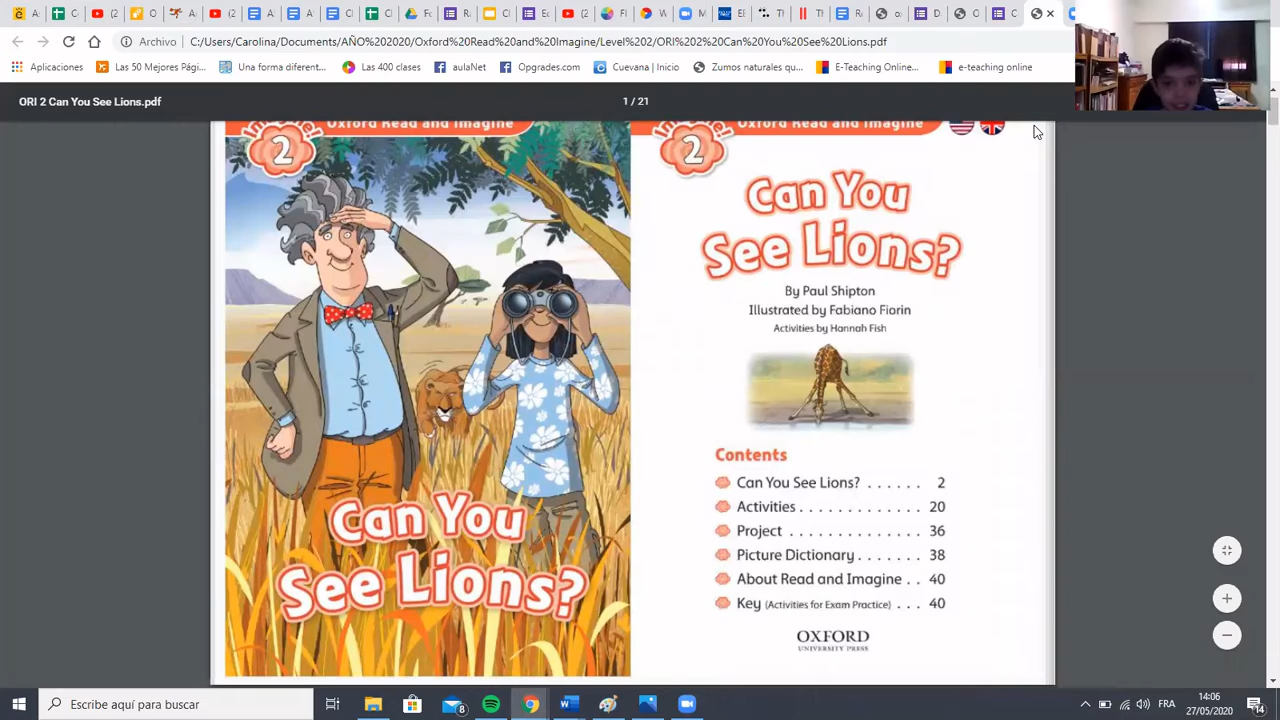 (2
(2
(2
Archivo
C:/Users/Carolina/Documents/AÑO%202020/Oxford%20Read%20and%20Imagine/Level%202/ORI%202%20Can%20You%20See%20Lions.pdf
Aplicaciones
Las 50 Mejores Pági...
Una forma diferent...
Las 400 clases
aulaNet
Opgrades.com
Cuevana | Inicio
Zumos naturales qu...
E-Teaching Online...
e-teaching online
ORI 2 Can You See Lions.pdf
1 / 21
Oxford Read and Imagine
2
Can You
See Lions?
Oxford Read and Imagine
2
Can You
See Lions?
By Paul Shipton
Illustrated by Fabiano Fiorin
Activities by Hannah Fish
Contents
Can You See Lions? . . . . . . 2
Activities . . . . . . . . . . . . . 20
Project . . . . . . . . . . . . . . 36
Picture Dictionary . . . . . . . 38
About Read and Imagine . . 40
Key (Activities for Exam Practice) . . . 40
OXFORD
UNIVERSITY PRESS
Escribe aquí para buscar
8
FRA
14:06
27/05/2020
14